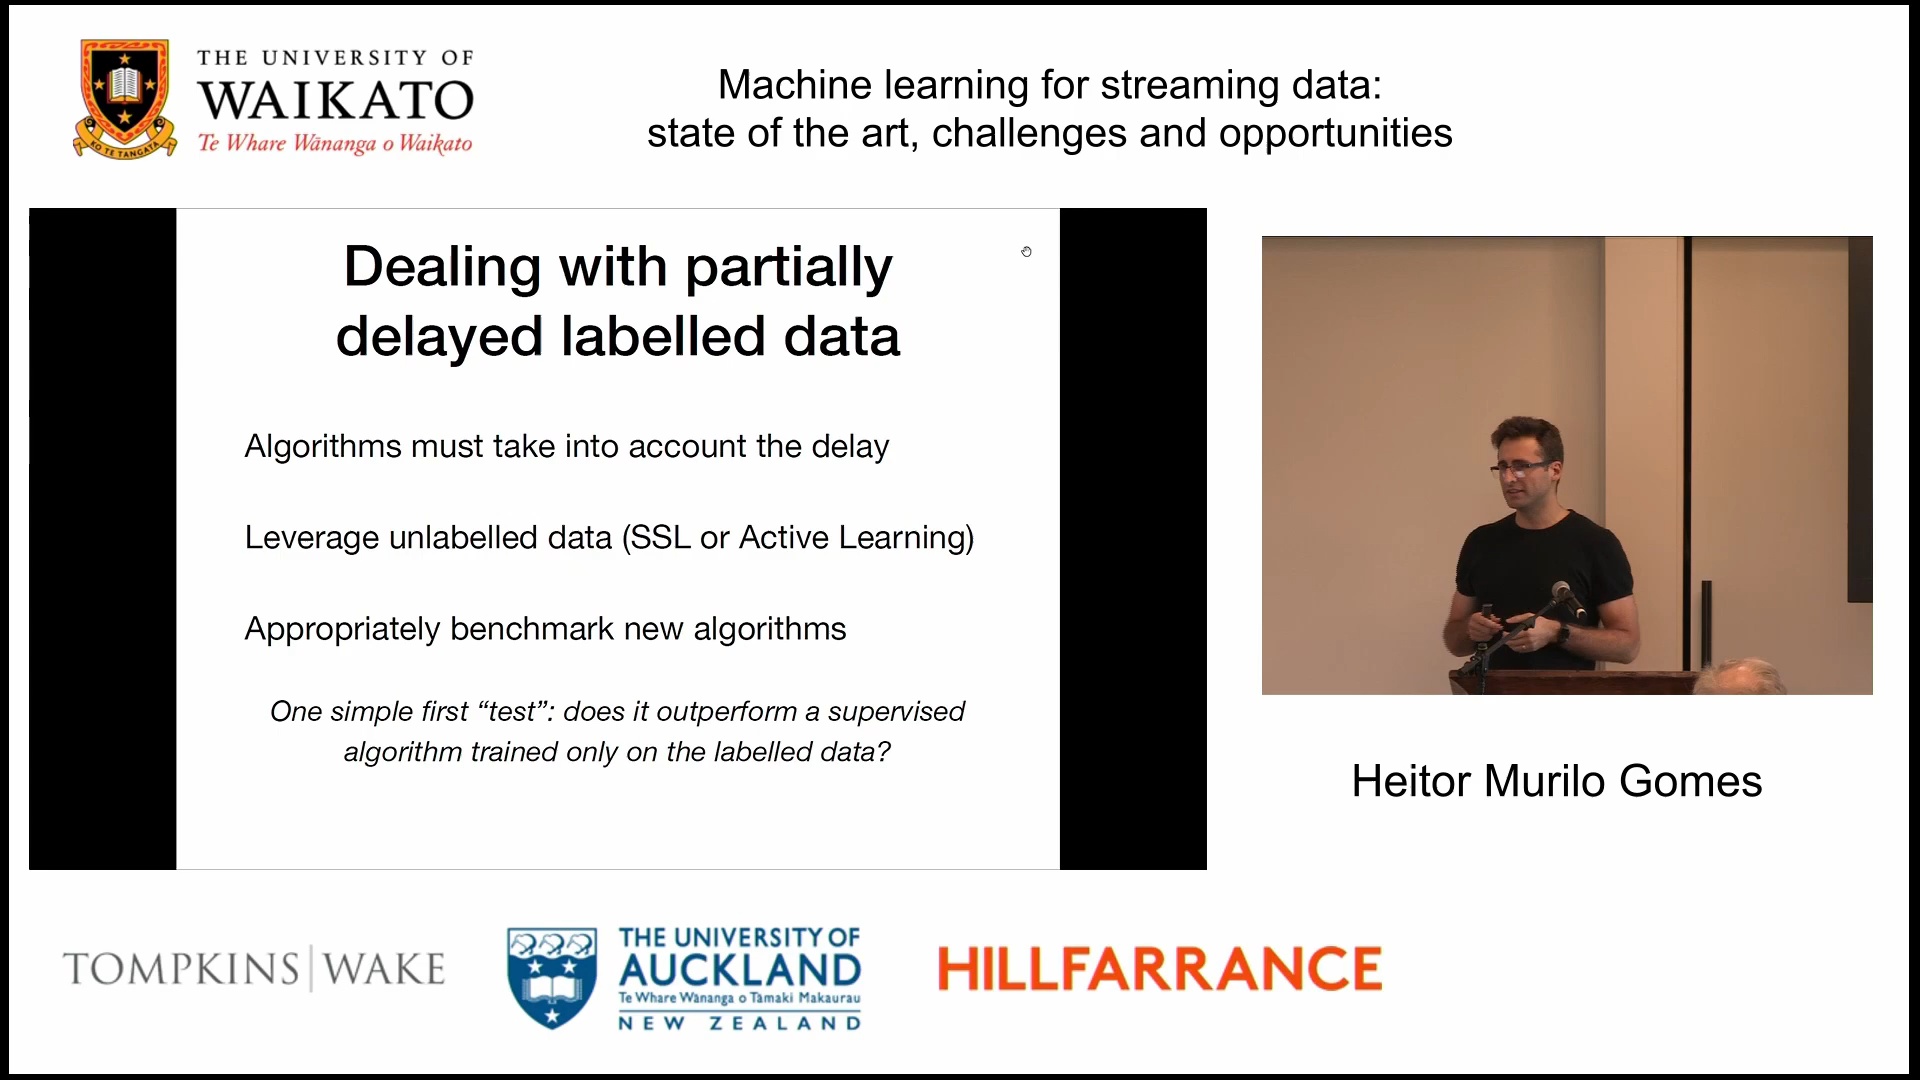 THE UNIVERSITY OF
WAIKATO
Te Whare Wānanga o Waikato
KO TE TANGATA
Machine learning for streaming data:
state of the art, challenges and opportunities
Dealing with partially
delayed labelled data
Algorithms must take into account the delay
Leverage unlabelled data (SSL or Active Learning)
Appropriately benchmark new algorithms
One simple first “test”: does it outperform a supervised
algorithm trained only on the labelled data?
Heitor Murilo Gomes
TOMPKINS|WAKE
THE UNIVERSITY OF
AUCKLAND
Te Whare Wānanga o Tāmaki Makaurau
NEW ZEALAND
HILLFARRANCE